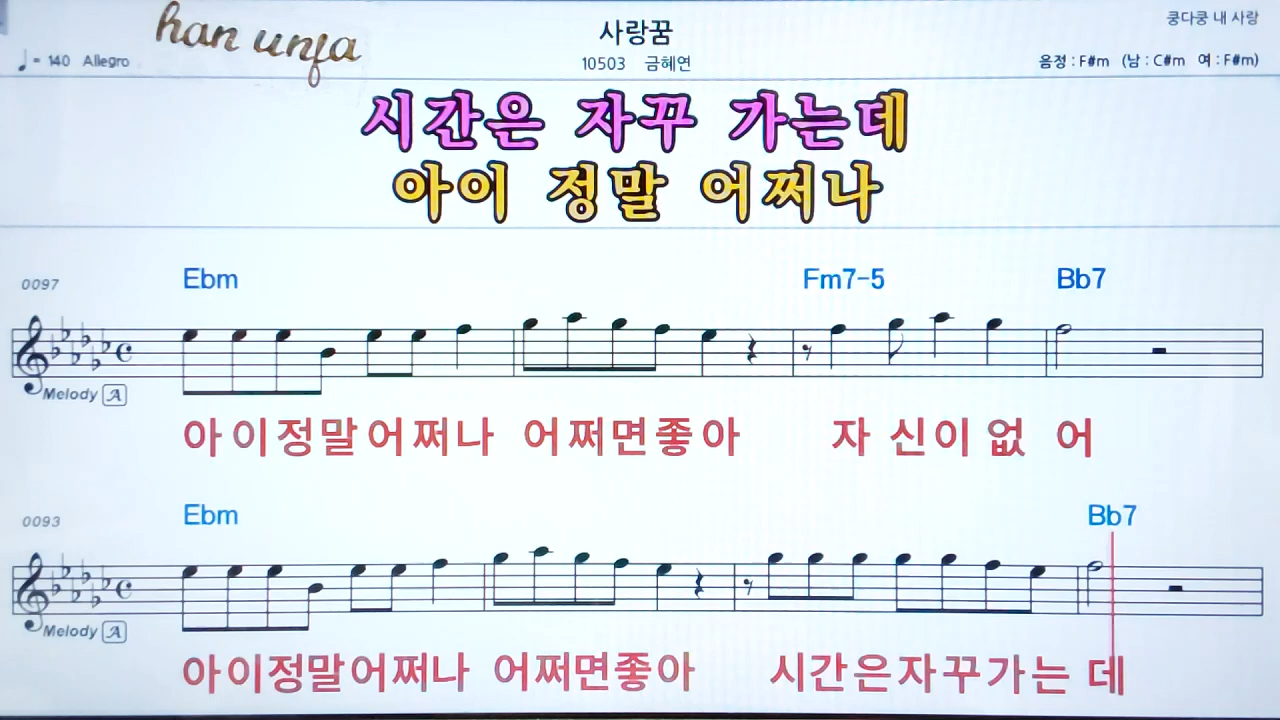 han unfa
사랑꿈
쿵다쿵 내 사랑
♩= 140 Allegro
10503 금혜연
음정 : F#m (남 : C#m 여 : F#m)
시간은 자꾸 가는데
아이 정말 어쩌나
0097 Ebm Fm7-5 Bb7
Melody A
아이정말어쩌나 어쩌면좋아 자신이없어
0093 Ebm Bb7
Melody A
아이정말어쩌나 어쩌면좋아 시간은자꾸가는데